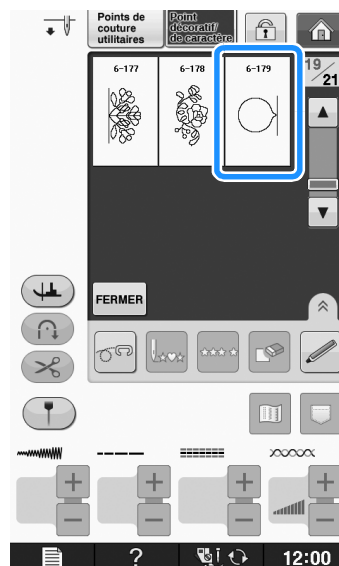 Points de
couture
utilitaires
Point
décoratif/
de caractère
6-177
6-178
6-179
19/21
FERMER
?
12:00